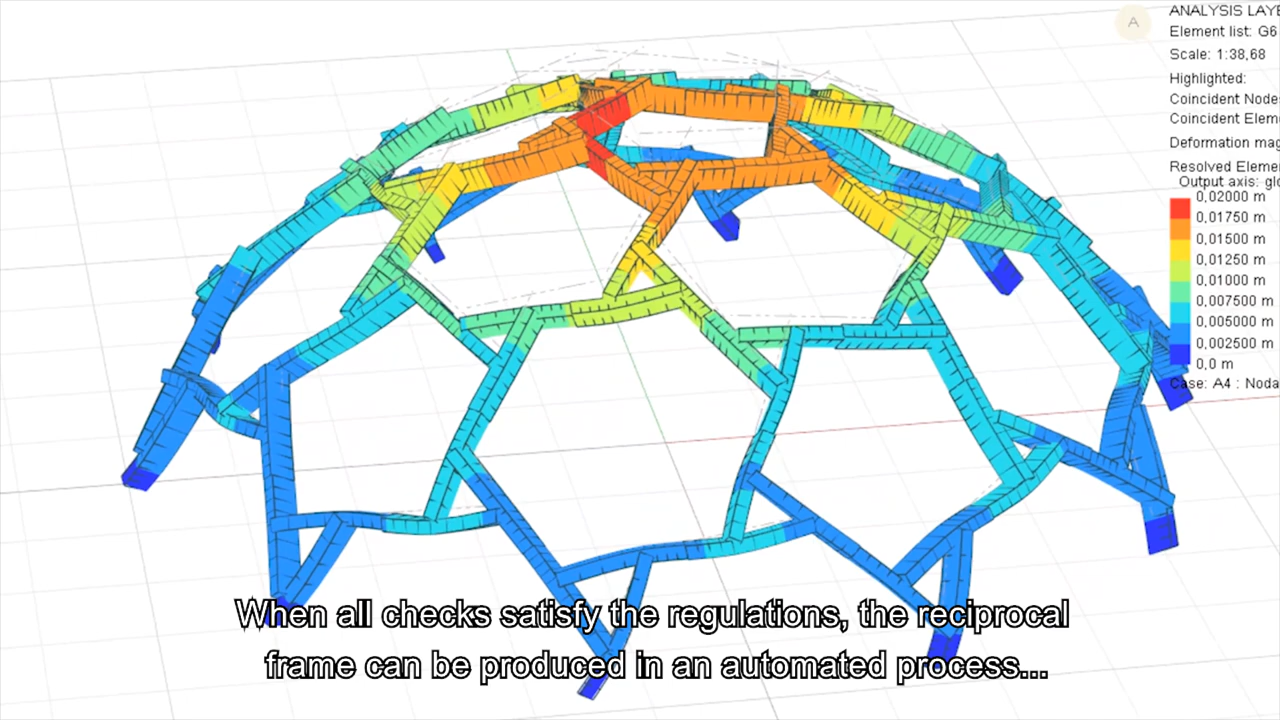 A
ANALYSIS LAYE
Element list: G6
Scale: 1:38,68
Highlighted:
Coincident Node
Coincident Elem
Deformation mag
Resolved Eleme
Output axis: glo
0,02000 m
0,01750 m
0,01500 m
0,01250 m
0,01000 m
0,007500 m
0,005000 m
0,002500 m
0,0 m
Case: A4 : Noda
When all checks satisfy the regulations, the reciprocal
frame can be produced in an automated process...